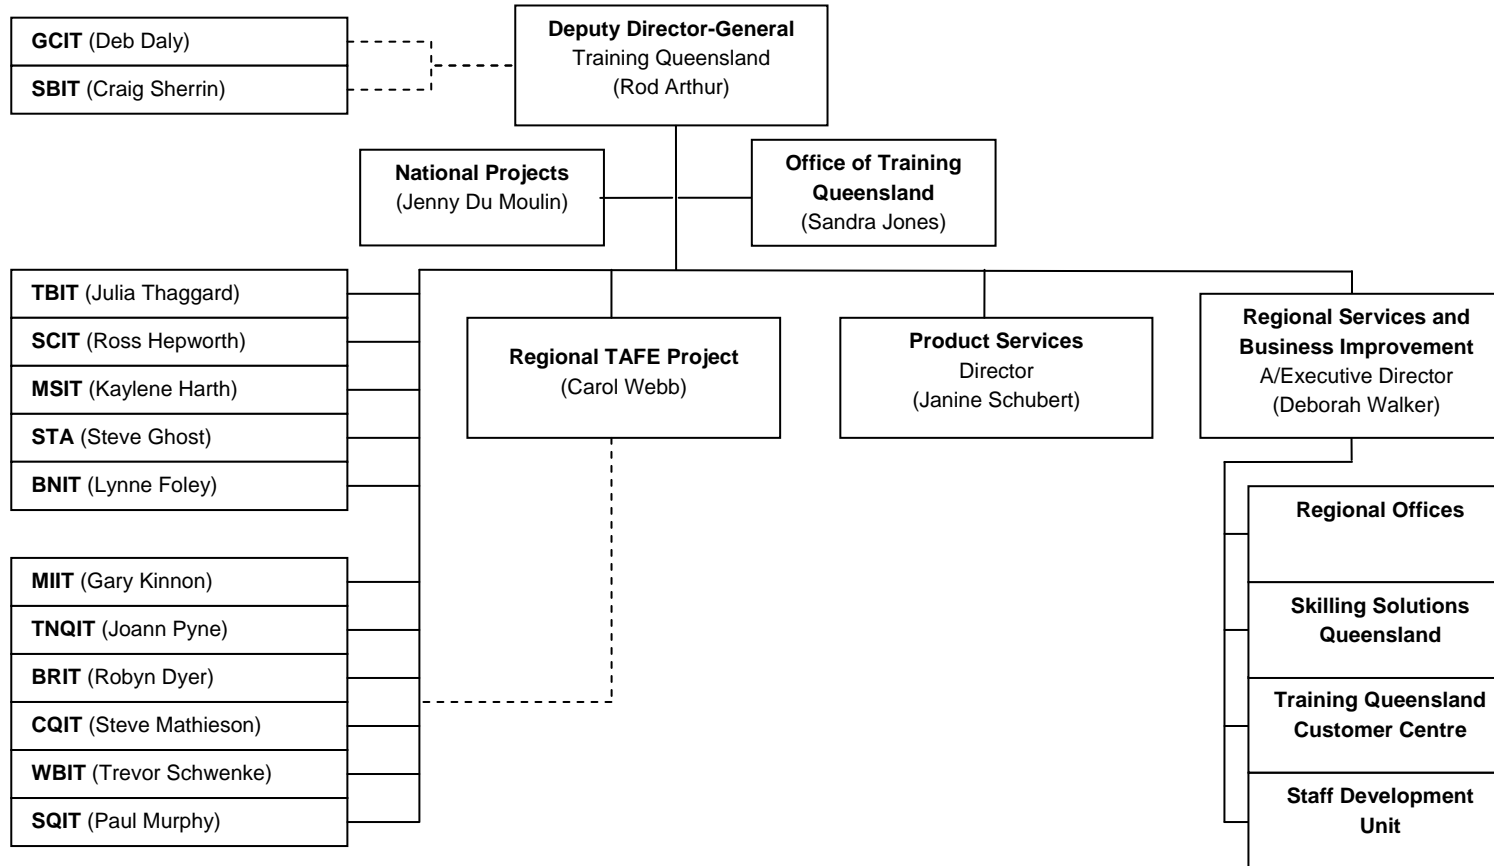 GCIT (Deb Daly)
SBIT (Craig Sherrin)
Deputy Director-General
Training Queensland
(Rod Arthur)
National Projects
(Jenny Du Moulin)
Office of Training
Queensland
(Sandra Jones)
TBIT (Julia Thaggard)
SCIT (Ross Hepworth)
MSIT (Kaylene Harth)
STA (Steve Ghost)
BNIT (Lynne Foley)
MIIT (Gary Kinnon)
TNQIT (Joann Pyne)
BRIT (Robyn Dyer)
CQIT (Steve Mathieson)
WBIT (Trevor Schwenke)
SQIT (Paul Murphy)
Regional TAFE Project
(Carol Webb)
Product Services
Director
(Janine Schubert)
Regional Services and
Business Improvement
A/Executive Director
(Deborah Walker)
Regional Offices
Skilling Solutions
Queensland
Training Queensland
Customer Centre
Staff Development
Unit